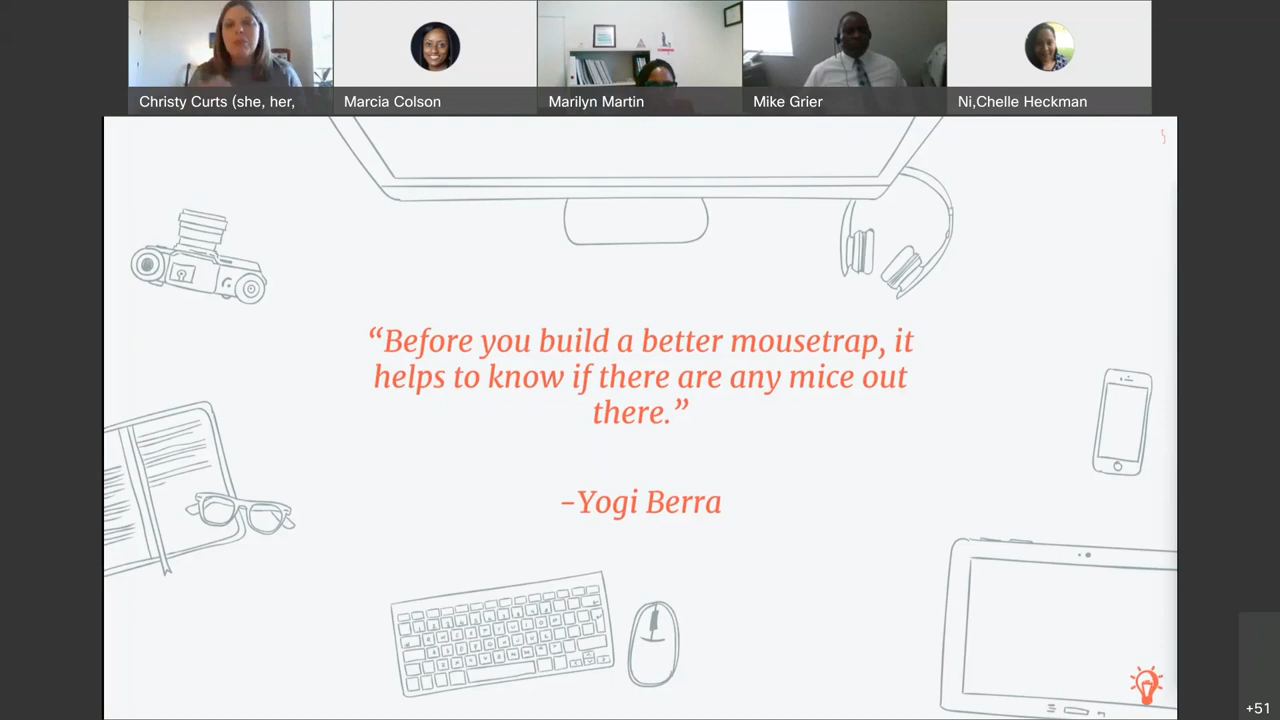 Christy Curts (she, her,
Marcia Colson
Marilyn Martin
Mike Grier
Ni,Chelle Heckman
“Before you build a better mousetrap, it
helps to know if there are any mice out
there.”
–Yogi Berra
+51